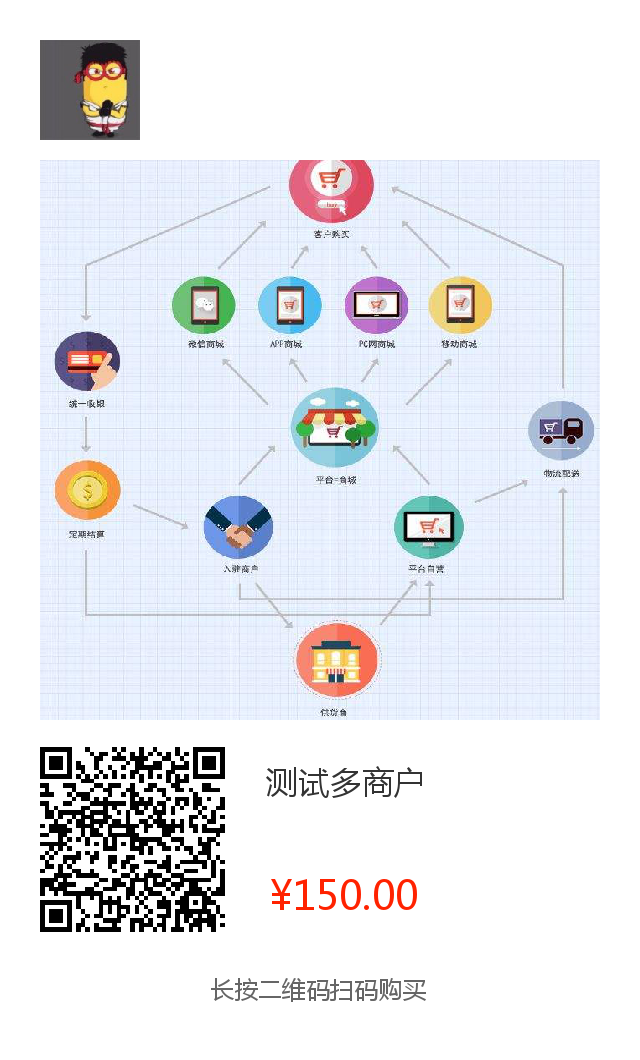 客户购买
微信商城
APP商城
PC网商城
移动商城
统一收银
平台=商城
物流配送
定期结算
入驻商户
平台自营
供货商
测试多商户
¥150.00
长按二维码扫码购买